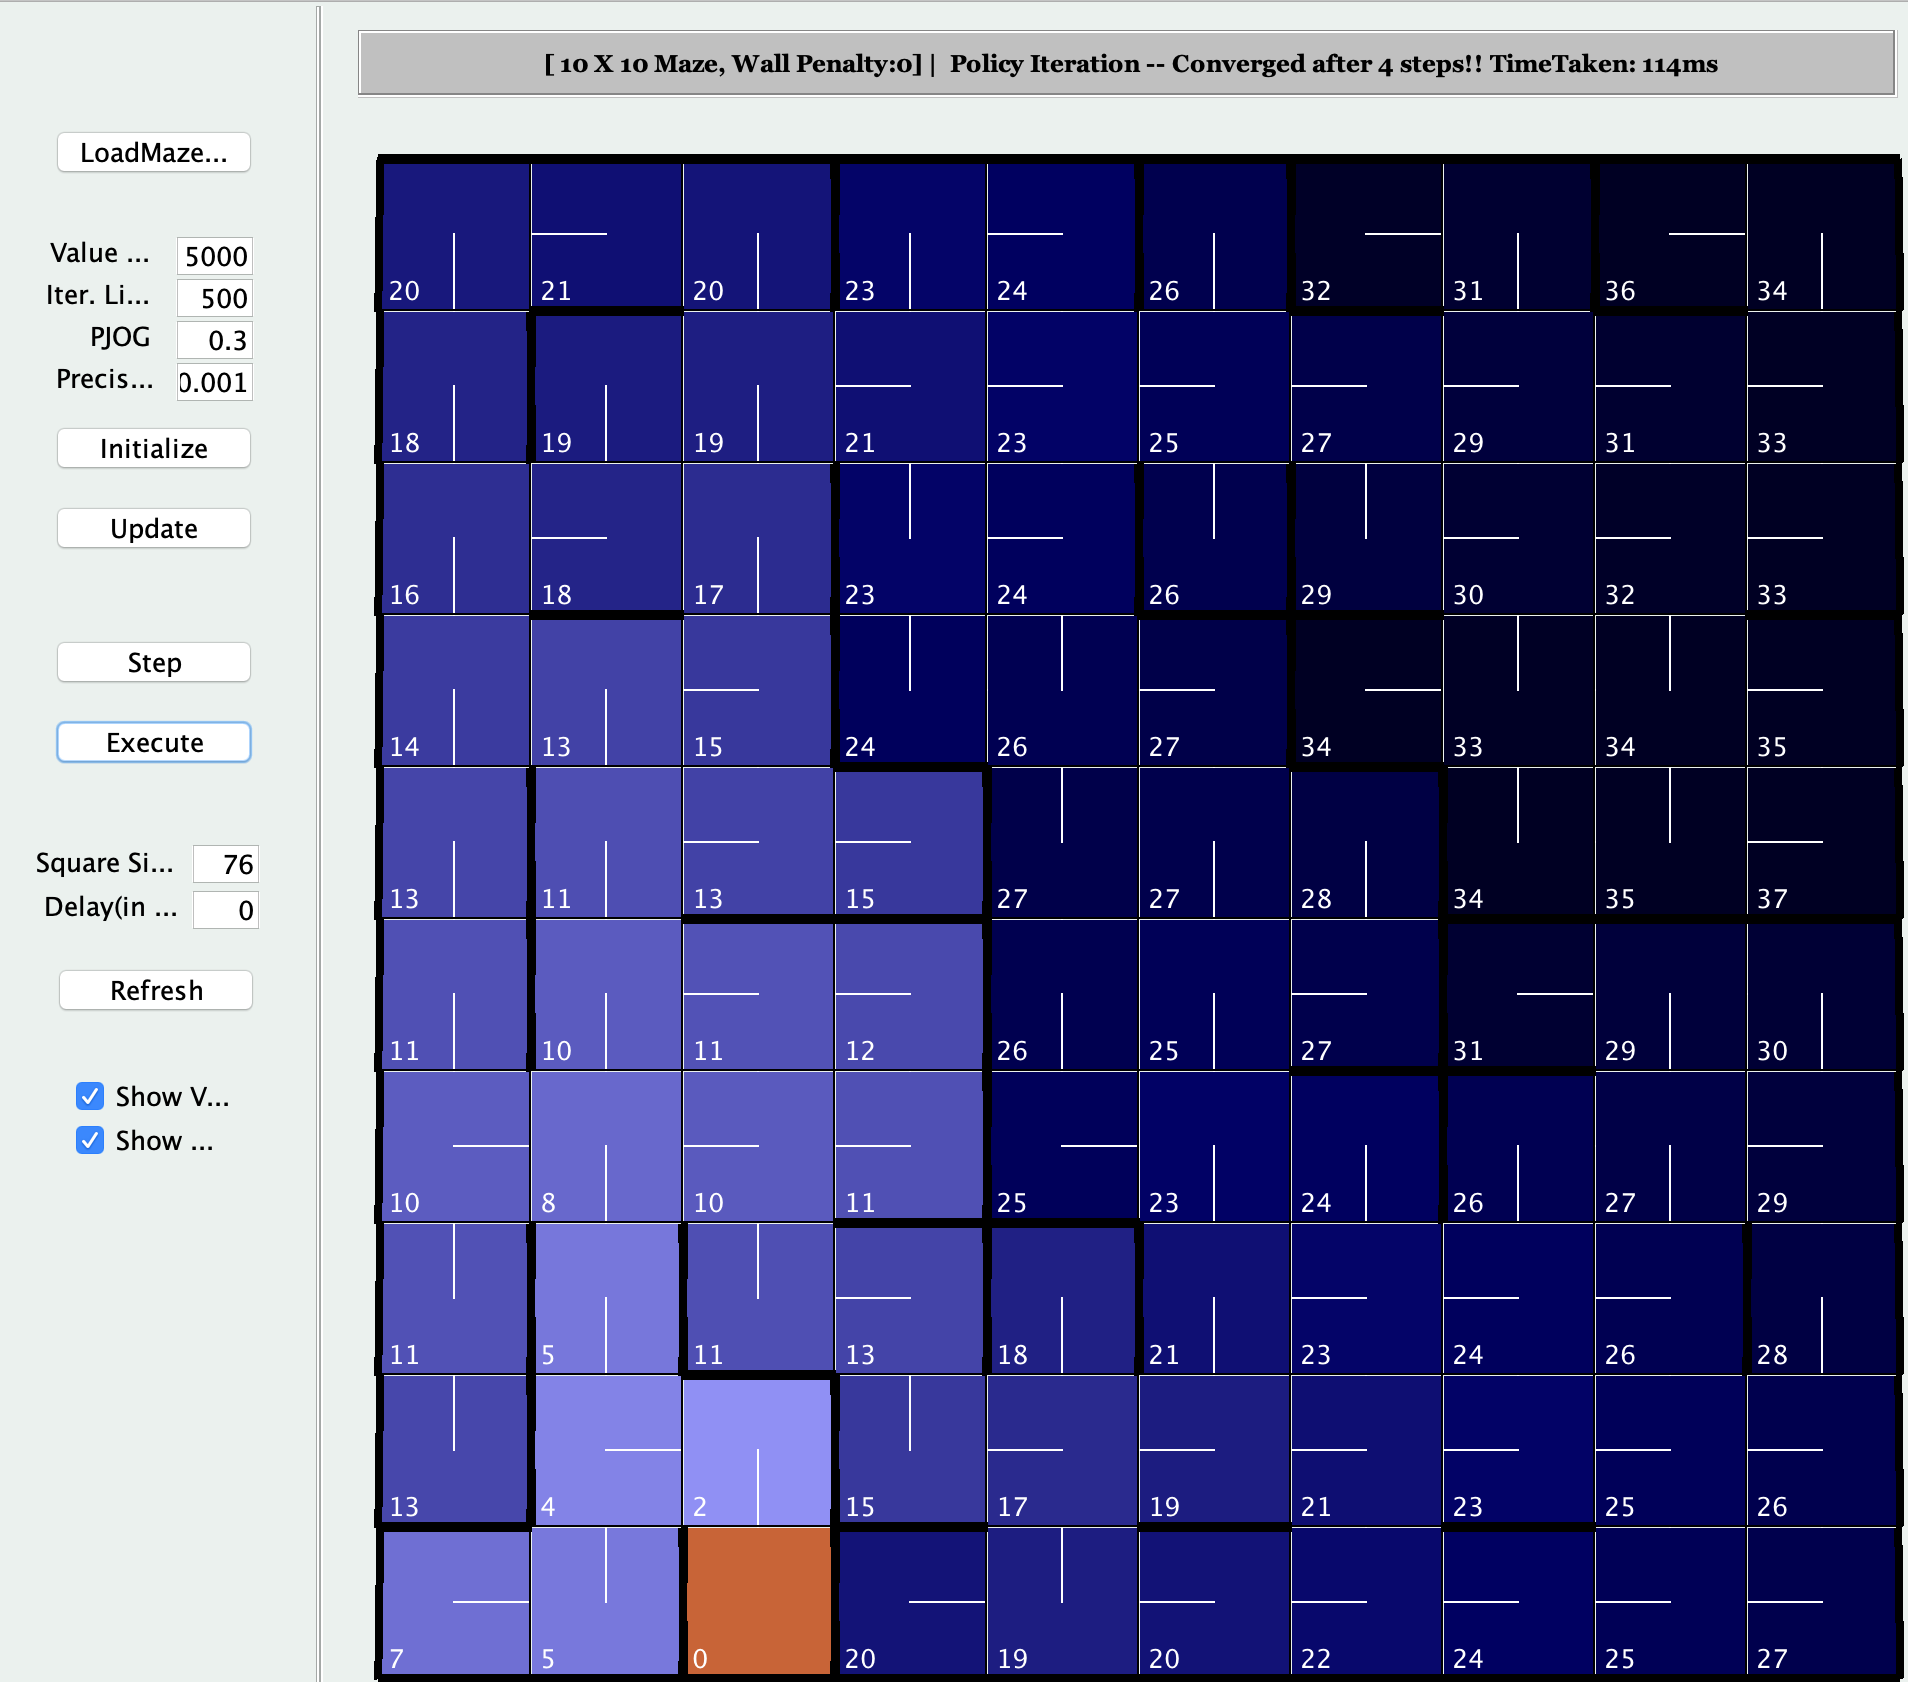 [ 10 X 10 Maze, Wall Penalty:0] | Policy Iteration -- Converged after 4 steps!! TimeTaken: 114ms
LoadMaze...
Value ... 5000
Iter. Li... 500
PJOG 0.3
Precis... 0.001
Initialize
Update
Step
Execute
Square Si... 76
Delay(in ... 0
Refresh
Show V...
Show ...
20 21 20 23 24 26 32 31 36 34
18 19 19 21 23 25 27 29 31 33
16 18 17 23 24 26 29 30 32 33
14 13 15 24 26 27 34 33 34 35
13 11 13 15 27 27 28 34 35 37
11 10 11 12 26 25 27 31 29 30
10 8 10 11 25 23 24 26 27 29
11 5 11 13 18 21 23 24 26 28
13 4 2 15 17 19 21 23 25 26
7 5 0 20 19 20 22 24 25 27